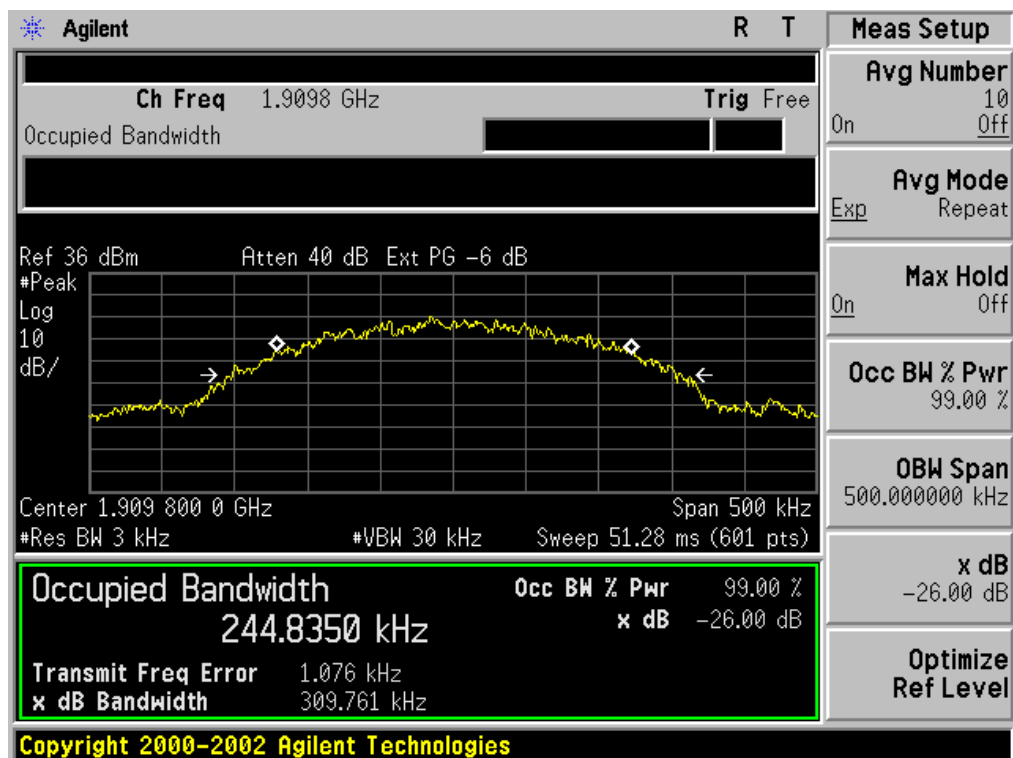 Agilent R T
Meas Setup
Ch Freq 1.9098 GHz Trig Free
Occupied Bandwidth
Ref 36 dBm Atten 40 dB Ext PG -6 dB
#Peak
Log
10
dB/
Center 1.909 800 0 GHz Span 500 kHz
#Res BW 3 kHz #VBW 30 kHz Sweep 51.28 ms (601 pts)
Occupied Bandwidth Occ BW % Pwr 99.00 %
244.8350 kHz x dB -26.00 dB
Transmit Freq Error 1.076 kHz
x dB Bandwidth 309.761 kHz
Avg Number
10
On Off
Avg Mode
Exp Repeat
Max Hold
On Off
Occ BW % Pwr
99.00 %
OBW Span
500.000000 kHz
x dB
-26.00 dB
Optimize
Ref Level
Copyright 2000-2002 Agilent Technologies